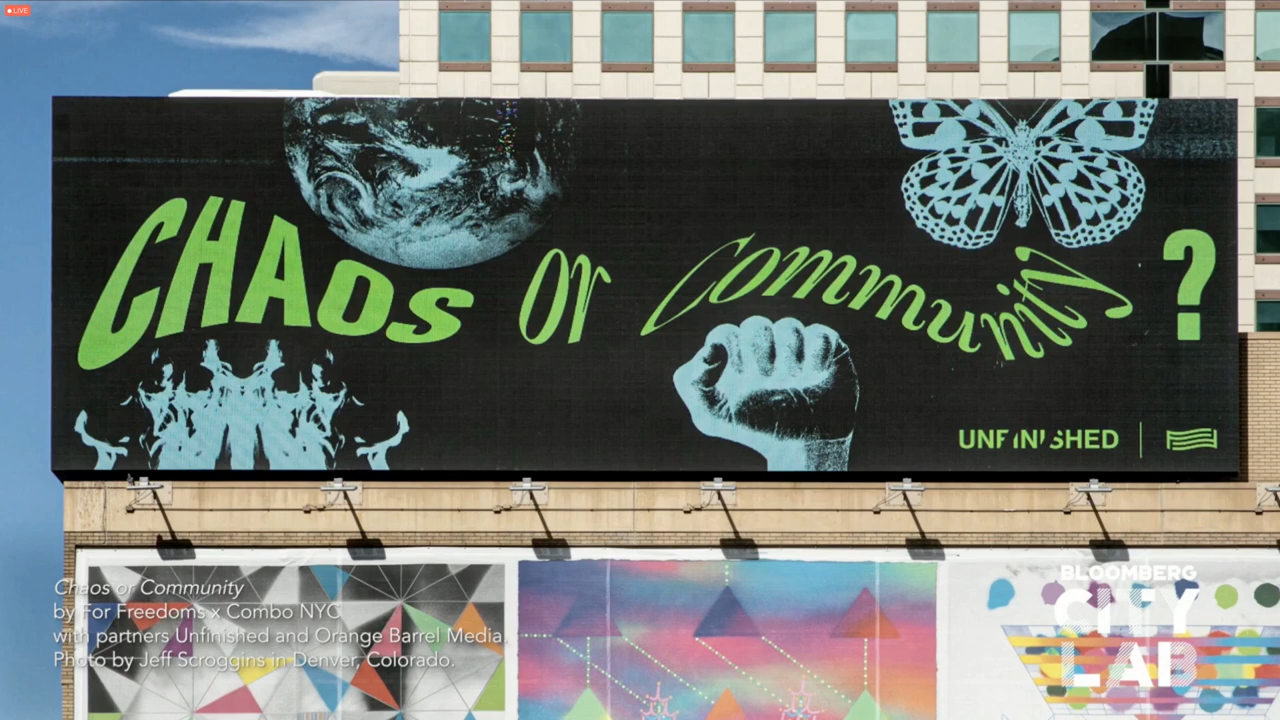 LIVE
CHAOS or Community ?
UNFINISHED
Chaos or Community
by For Freedoms x Combo NYC
with partners Unfinished and Orange Barrel Media.
Photo by Jeff Scroggins in Denver, Colorado.
BLOOMBERG
CITY
LAB